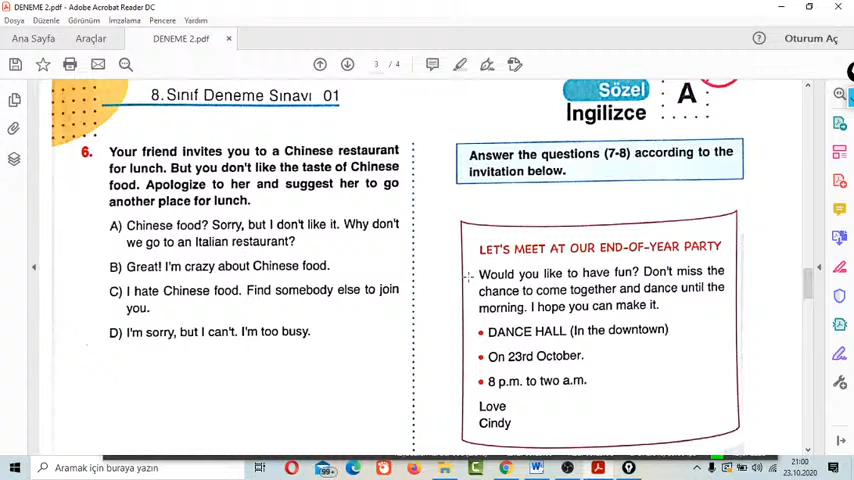 DENEME 2.pdf - Adobe Acrobat Reader DC
Dosya Düzenle Görünüm İmzalama Pencere Yardım
Ana Sayfa Araçlar DENEME 2.pdf × Oturum Aç
3 / 4
8.Sınıf Deneme Sınavı 01
Sözel
İngilizce
A
6. Your friend invites you to a Chinese restaurant
for lunch. But you don't like the taste of Chinese
food. Apologize to her and suggest her to go
another place for lunch.
A) Chinese food? Sorry, but I don't like it. Why don't
we go to an Italian restaurant?
B) Great! I'm crazy about Chinese food.
C) I hate Chinese food. Find somebody else to join
you.
D) I'm sorry, but I can't. I'm too busy.
Answer the questions (7-8) according to the
invitation below.
LET'S MEET AT OUR END-OF-YEAR PARTY
Would you like to have fun? Don't miss the
chance to come together and dance until the
morning. I hope you can make it.
• DANCE HALL (In the downtown)
• On 23rd October.
• 8 p.m. to two a.m.
Love
Cindy
Aramak için buraya yazın
99+
21:00
23.10.2020